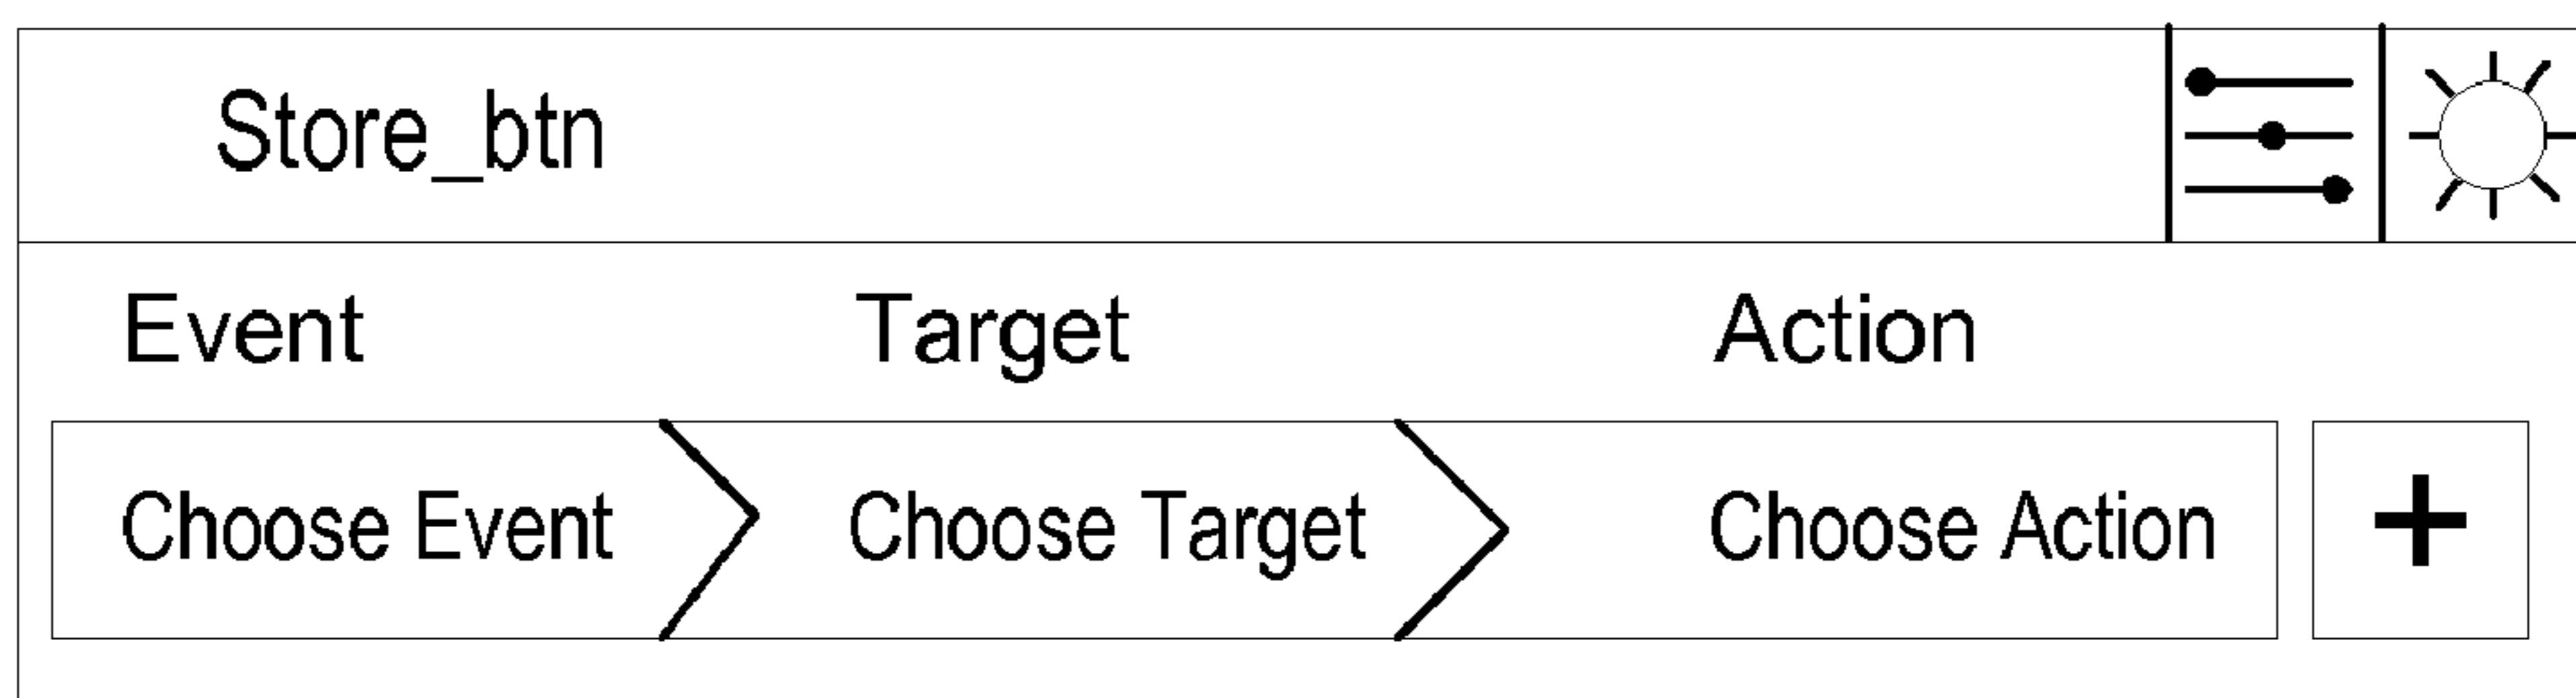 Store_btn
Event Target Action
Choose Event Choose Target Choose Action +